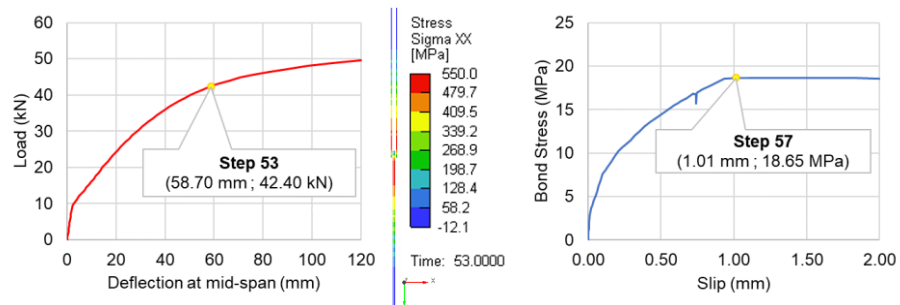 60
50
40
30
20
10
0
Load (kN)
Step 53
(58.70 mm ; 42.40 kN)
0 20 40 60 80 100 120
Deflection at mid-span (mm)
Stress
Sigma XX
[MPa]
550.0
479.7
409.5
339.2
268.9
198.7
128.4
58.2
-12.1
Time: 53.0000
x
25
20
15
10
5
0
Bond Stress (MPa)
Step 57
(1.01 mm ; 18.65 MPa)
0.00 0.50 1.00 1.50 2.00
Slip (mm)